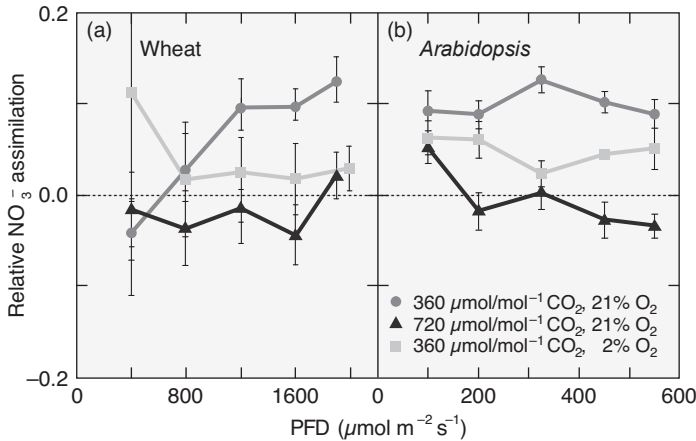 0.2
(a)
Wheat
(b)
Arabidopsis
Relative NO₃⁻ assimilation
0.0
360 μmol/mol⁻¹ CO₂, 21% O₂
720 μmol/mol⁻¹ CO₂, 21% O₂
360 μmol/mol⁻¹ CO₂, 2% O₂
–0.2
0 800 1600 0 200 400 600
PFD (μmol m⁻² s⁻¹)